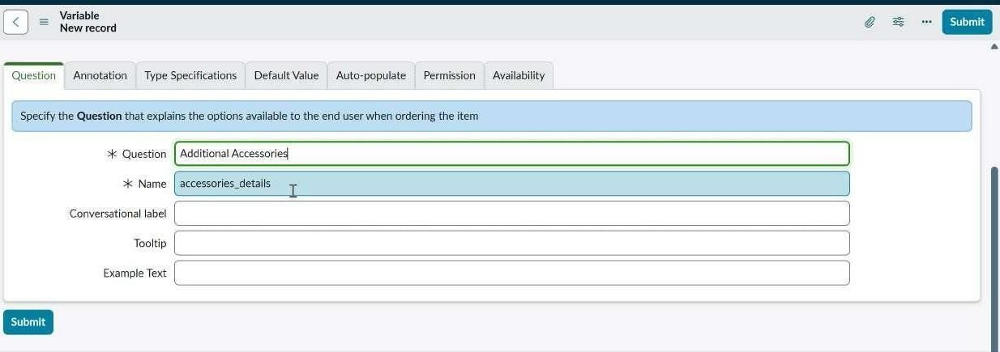 Variable
New record
Submit
Question Annotation Type Specifications Default Value Auto-populate Permission Availability
Specify the Question that explains the options available to the end user when ordering the item
Question Additional Accessories
Name accessories_details
Conversational label
Tooltip
Example Text
Submit